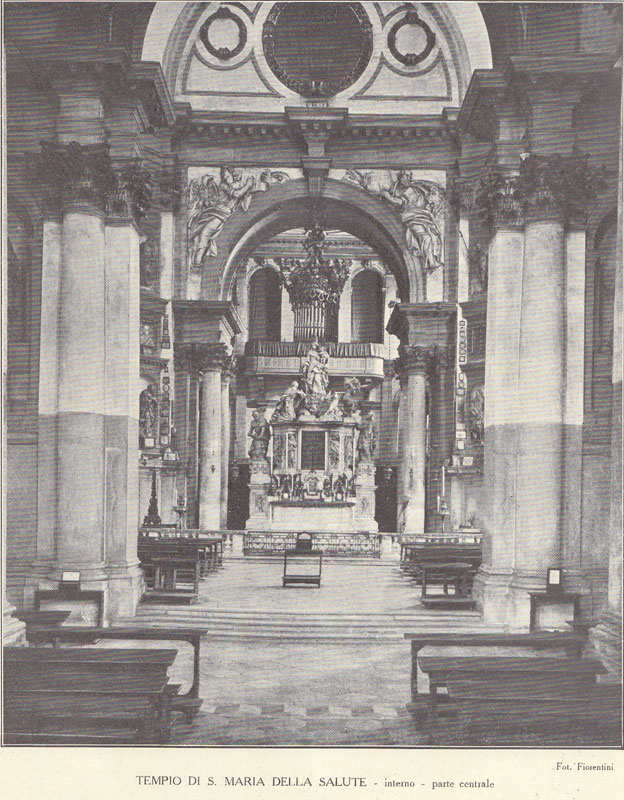 Fot. Fiorentini
TEMPIO DI S. MARIA DELLA SALUTE - interno - parte centrale